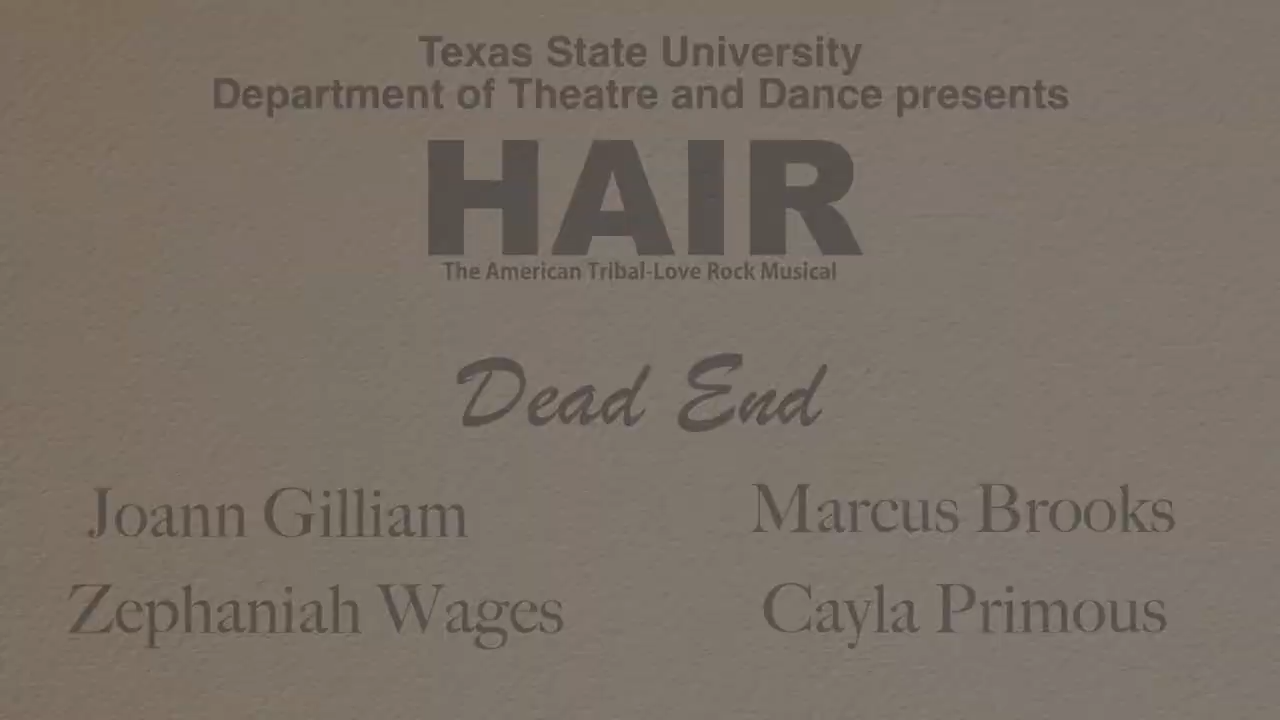 Texas State University
Department of Theatre and Dance presents
HAIR
The American Tribal-Love Rock Musical
Dead End
Joann Gilliam
Marcus Brooks
Zephaniah Wages
Cayla Primous